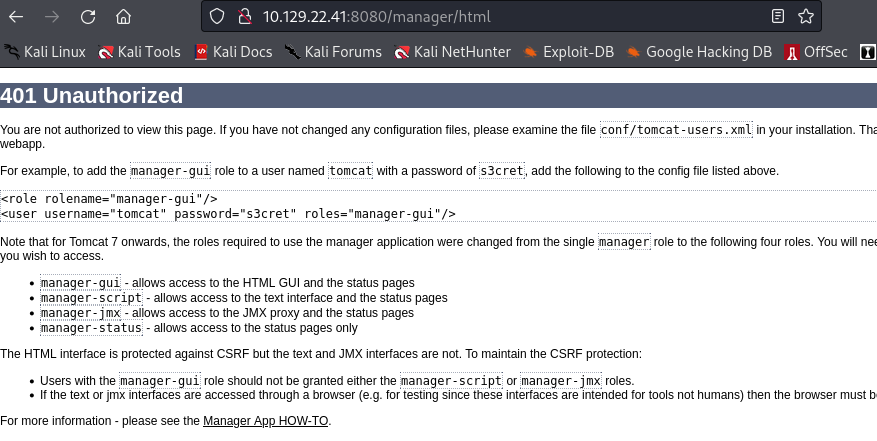 10.129.22.41:8080/manager/html
Kali Linux Kali Tools Kali Docs Kali Forums Kali NetHunter Exploit-DB Google Hacking DB OffSec
401 Unauthorized
You are not authorized to view this page. If you have not changed any configuration files, please examine the file conf/tomcat-users.xml in your installation.
webapp.
For example, to add the manager-gui role to a user named tomcat with a password of s3cret, add the following to the config file listed above.
<role rolename="manager-gui"/>
<user username="tomcat" password="s3cret" roles="manager-gui"/>
Note that for Tomcat 7 onwards, the roles required to use the manager application were changed from the single manager role to the following four roles. You will
you wish to access.
• manager-gui - allows access to the HTML GUI and the status pages
• manager-script - allows access to the text interface and the status pages
• manager-jmx - allows access to the JMX proxy and the status pages
• manager-status - allows access to the status pages only
The HTML interface is protected against CSRF but the text and JMX interfaces are not. To maintain the CSRF protection:
• Users with the manager-gui role should not be granted either the manager-script or manager-jmx roles.
• If the text or jmx interfaces are accessed through a browser (e.g. for testing since these interfaces are intended for tools not humans) then the browser must
For more information - please see the Manager App HOW-TO.